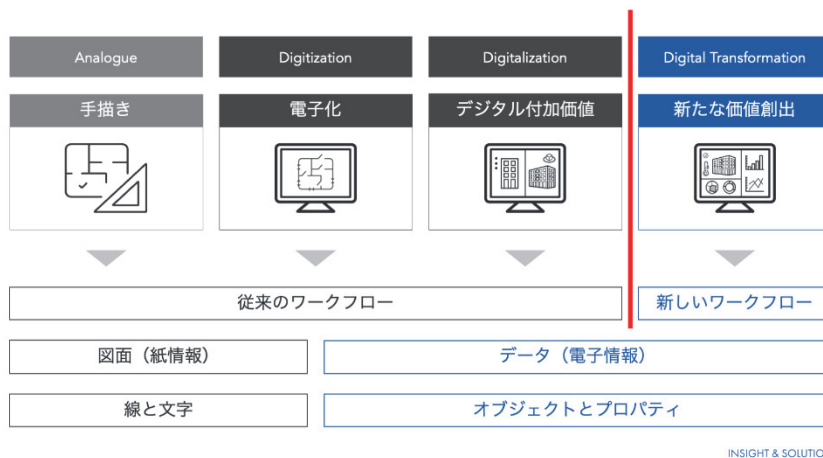 Analogue
Digitization
Digitalization
Digital Transformation
手描き
電子化
デジタル付加価値
新たな価値創出
従来のワークフロー
新しいワークフロー
図面（紙情報）
データ（電子情報）
線と文字
オブジェクトとプロパティ
INSIGHT & SOLUTIO